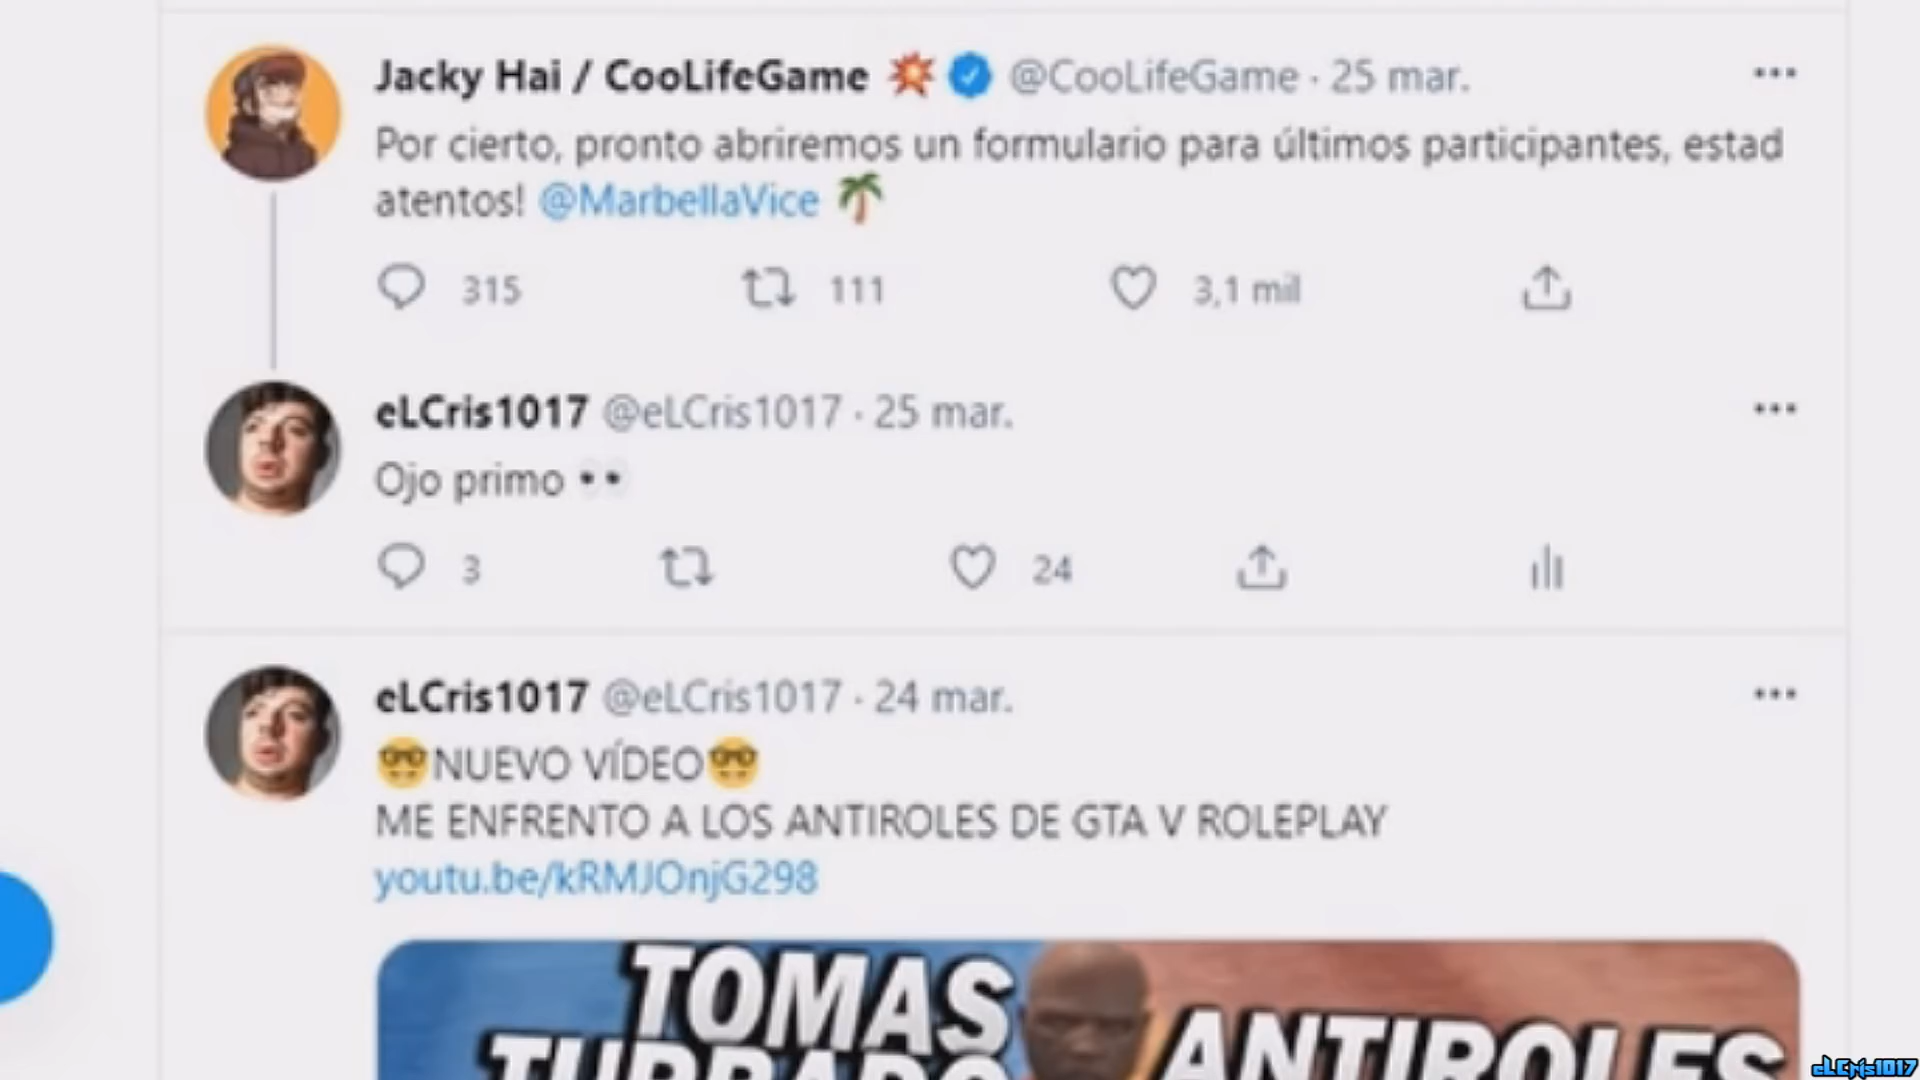 Jacky Hai / CooLifeGame 💥 @CooLifeGame · 25 mar.
Por cierto, pronto abriremos un formulario para últimos participantes, estad
atentos! @MarbellaVice 🌴
315 111 3,1 mil
eLCris1017 @eLCris1017 · 25 mar.
Ojo primo 👀
3 24
eLCris1017 @eLCris1017 · 24 mar.
🤓NUEVO VÍDEO🤓
ME ENFRENTO A LOS ANTIROLES DE GTA V ROLEPLAY
youtu.be/kRMJOnjG298
TOMAS
TURBADO ANTIROLES
eLCris1017